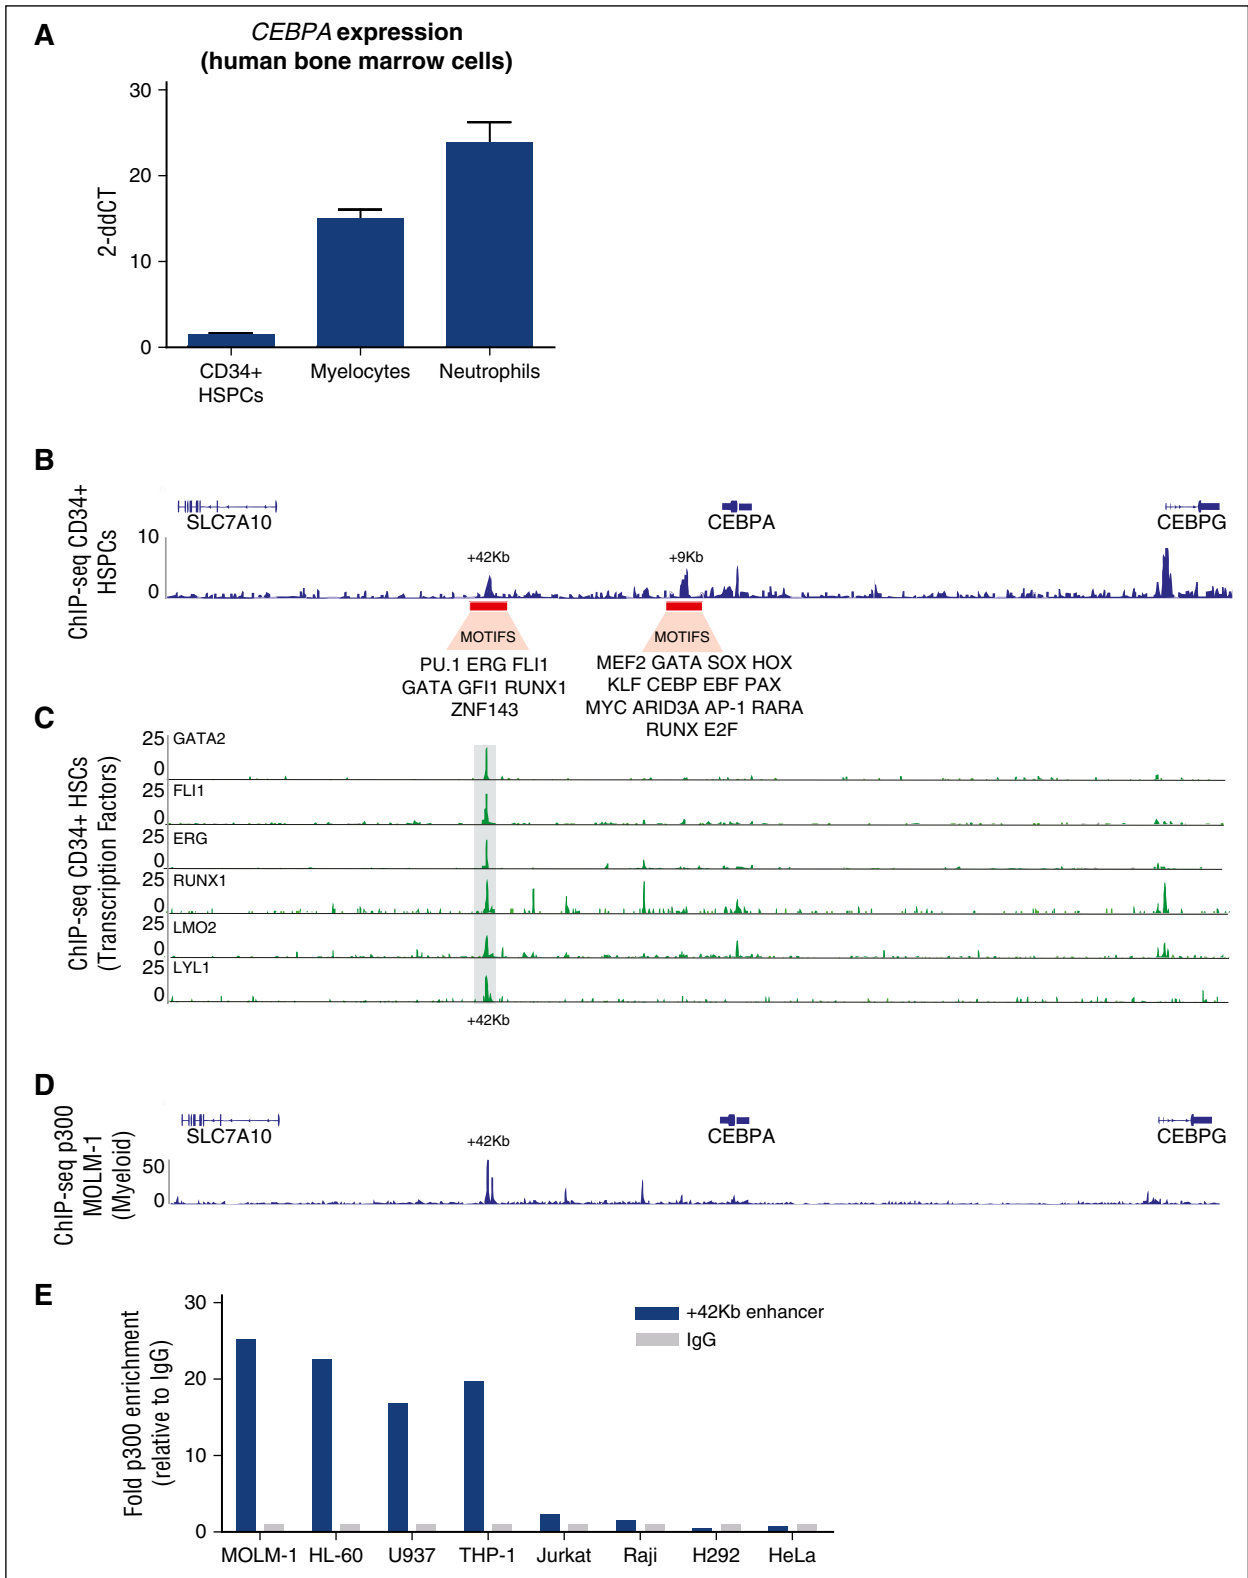 A
CEBPA expression
(human bone marrow cells)
2-ddCT
30
20
10
0
CD34+
HSPCs
Myelocytes
Neutrophils
B
ChIP-seq CD34+
HSPCs
SLC7A10
CEBPA
CEBPG
10
0
+42Kb
+9Kb
MOTIFS
PU.1 ERG FLI1
GATA GFI1 RUNX1
ZNF143
MOTIFS
MEF2 GATA SOX HOX
KLF CEBP EBF PAX
MYC ARID3A AP-1 RARA
RUNX E2F
C
ChIP-seq CD34+ HSCs
(Transcription Factors)
25
0
GATA2
25
0
FLI1
25
0
ERG
25
0
RUNX1
25
0
LMO2
25
0
LYL1
+42Kb
D
ChIP-seq p300
MOLM-1
(Myeloid)
SLC7A10
CEBPA
CEBPG
+42Kb
50
0
E
Fold p300 enrichment
(relative to IgG)
30
20
10
0
+42Kb enhancer
IgG
MOLM-1 HL-60 U937 THP-1 Jurkat Raji H292 HeLa